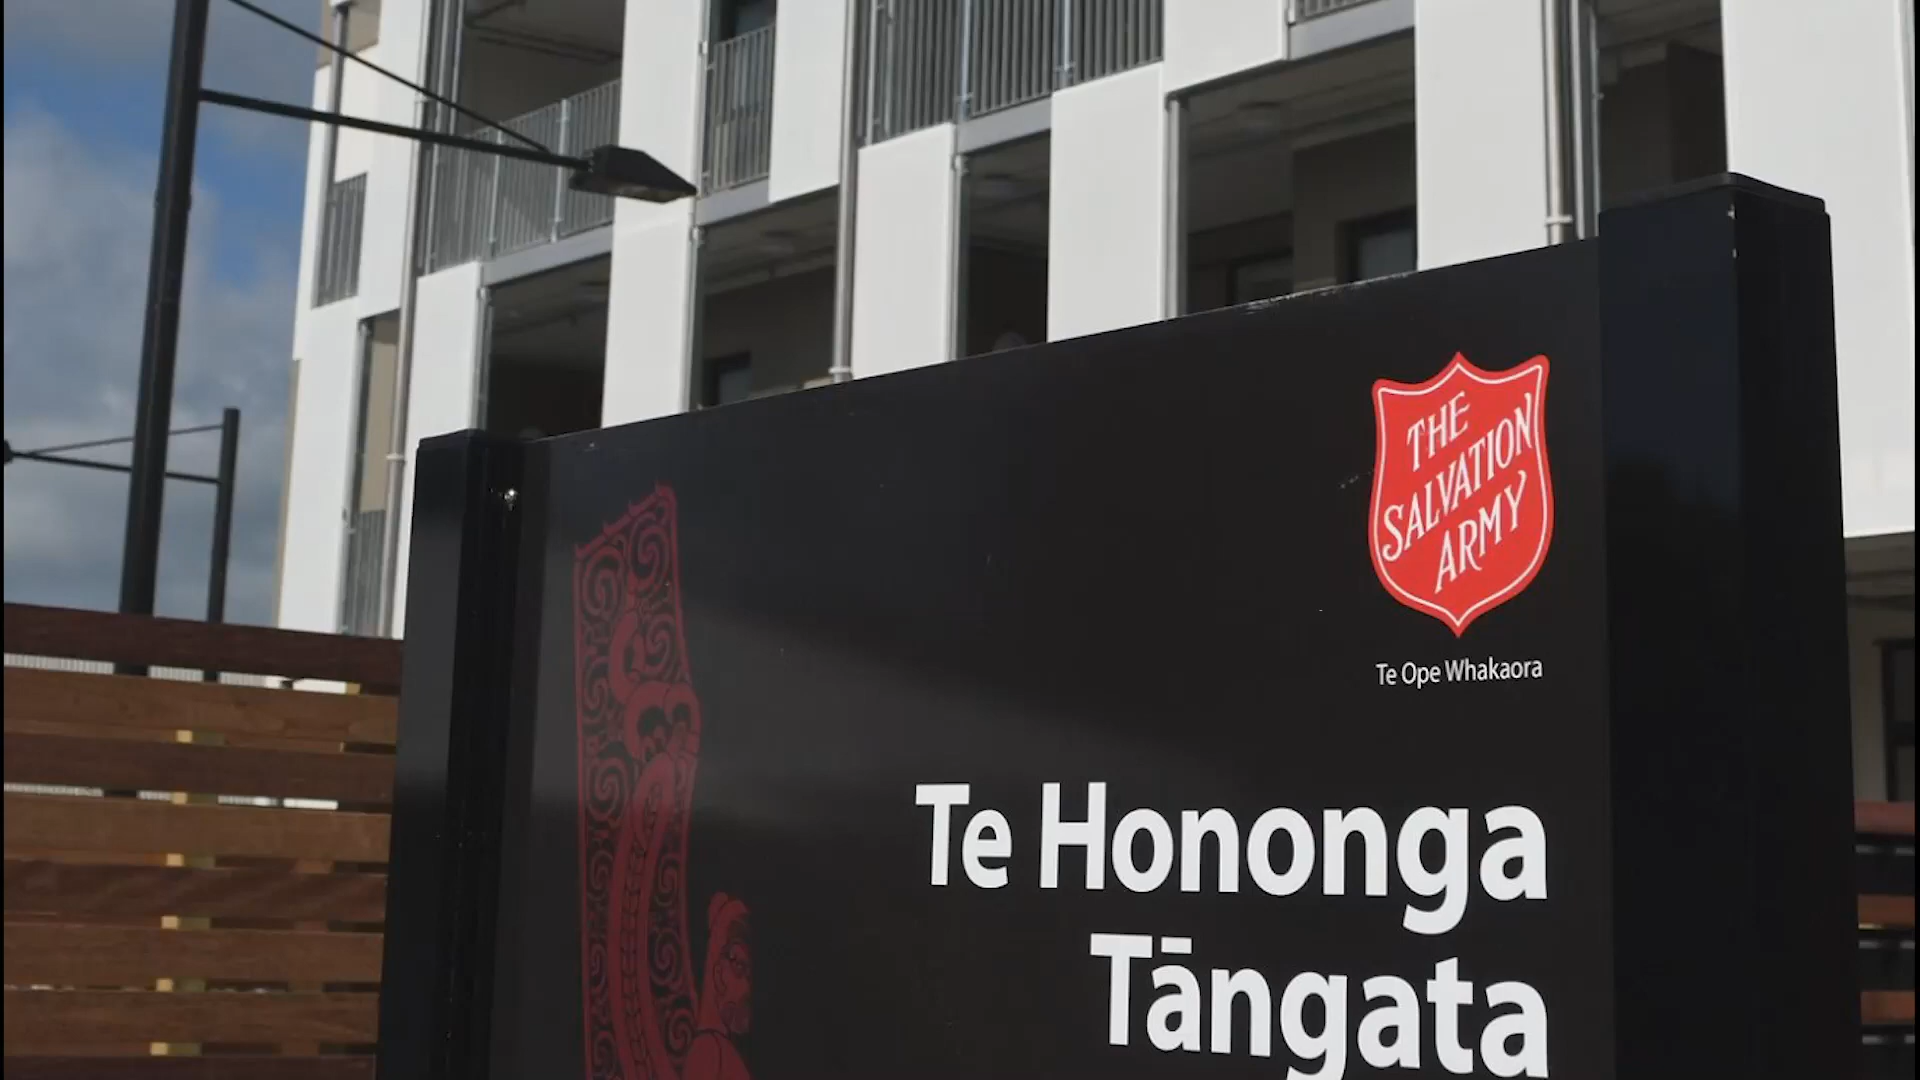 THE
SALVATION
ARMY
Te Ope Whakaora
Te Hononga
Tāngata